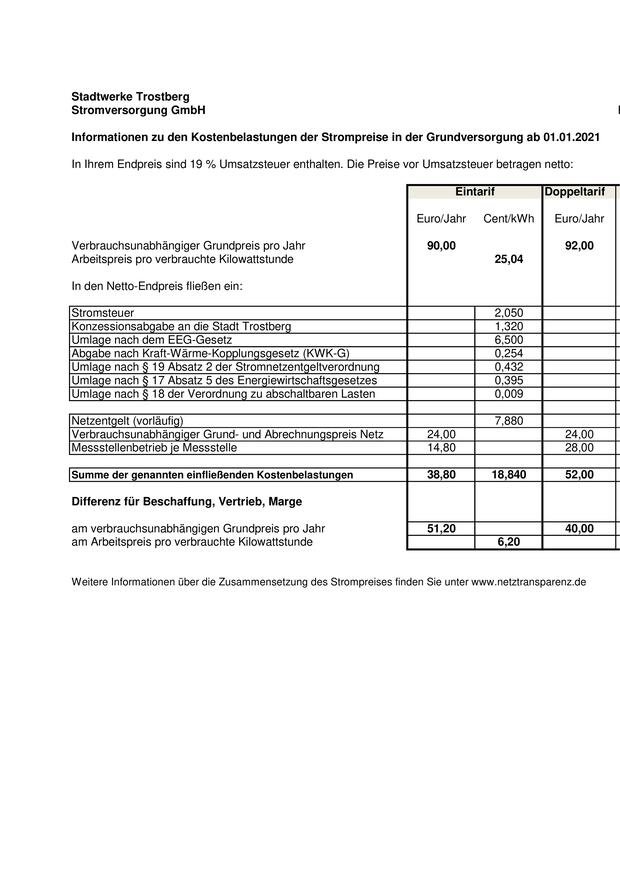 Stadtwerke Trostberg
Stromversorgung GmbH
Informationen zu den Kostenbelastungen der Strompreise in der Grundversorgung ab 01.01.2021
In Ihrem Endpreis sind 19 % Umsatzsteuer enthalten. Die Preise vor Umsatzsteuer betragen netto:
Eintarif Doppeltarif
Euro/Jahr Cent/kWh Euro/Jahr
Verbrauchsunabhängiger Grundpreis pro Jahr 90,00 92,00
Arbeitspreis pro verbrauchte Kilowattstunde 25,04
In den Netto-Endpreis fließen ein:
Stromsteuer 2,050
Konzessionsabgabe an die Stadt Trostberg 1,320
Umlage nach dem EEG-Gesetz 6,500
Abgabe nach Kraft-Wärme-Kopplungsgesetz (KWK-G) 0,254
Umlage nach § 19 Absatz 2 der Stromnetzentgeltverordnung 0,432
Umlage nach § 17 Absatz 5 des Energiewirtschaftsgesetzes 0,395
Umlage nach § 18 der Verordnung zu abschaltbaren Lasten 0,009
Netzentgelt (vorläufig) 7,880
Verbrauchsunabhängiger Grund- und Abrechnungspreis Netz 24,00 24,00
Messstellenbetrieb je Messstelle 14,80 28,00
Summe der genannten einfließenden Kostenbelastungen 38,80 18,840 52,00
Differenz für Beschaffung, Vertrieb, Marge
am verbrauchsunabhängigen Grundpreis pro Jahr 51,20 40,00
am Arbeitspreis pro verbrauchte Kilowattstunde 6,20
Weitere Informationen über die Zusammensetzung des Strompreises finden Sie unter www.netztransparenz.de